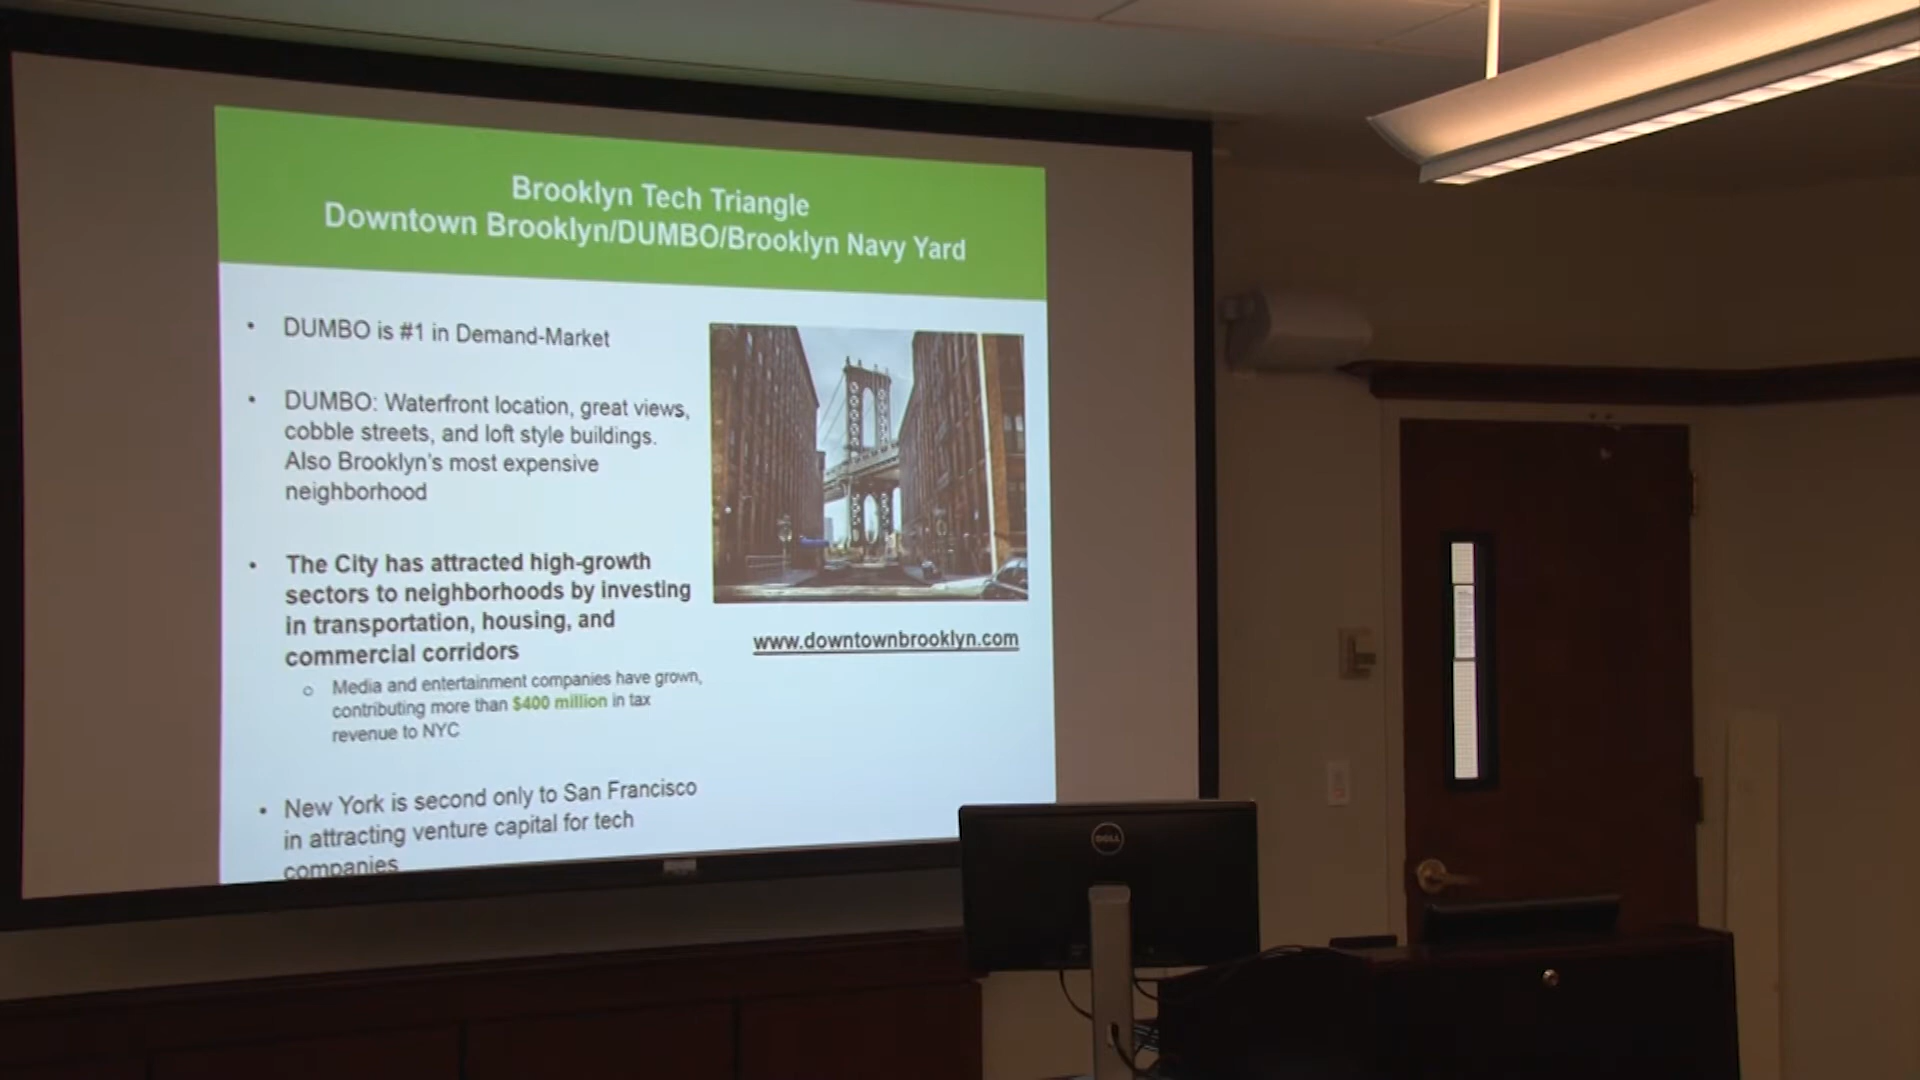 Brooklyn Tech Triangle
Downtown Brooklyn/DUMBO/Brooklyn Navy Yard
• DUMBO is #1 in Demand-Market
• DUMBO: Waterfront location, great views,
cobble streets, and loft style buildings.
Also Brooklyn's most expensive
neighborhood
• The City has attracted high-growth
sectors to neighborhoods by investing
in transportation, housing, and
commercial corridors
o Media and entertainment companies have grown,
contributing more than $400 million in tax
revenue to NYC
• New York is second only to San Francisco
in attracting venture capital for tech
companies
www.downtownbrooklyn.com
DELL